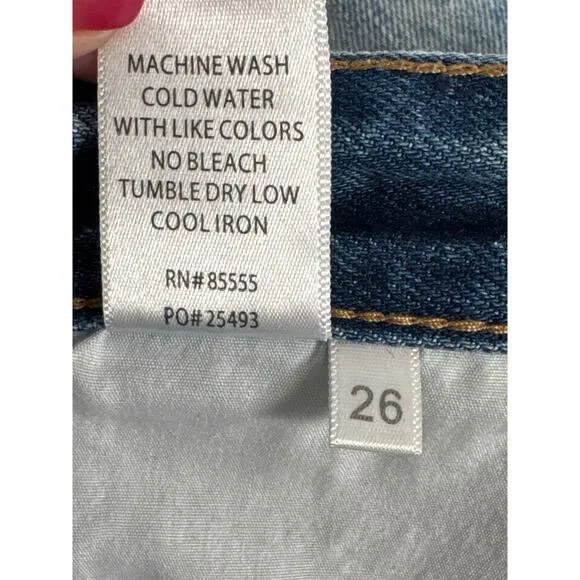 MACHINE WASH
COLD WATER
WITH LIKE COLORS
NO BLEACH
TUMBLE DRY LOW
COOL IRON
RN# 85555
PO# 25493
26